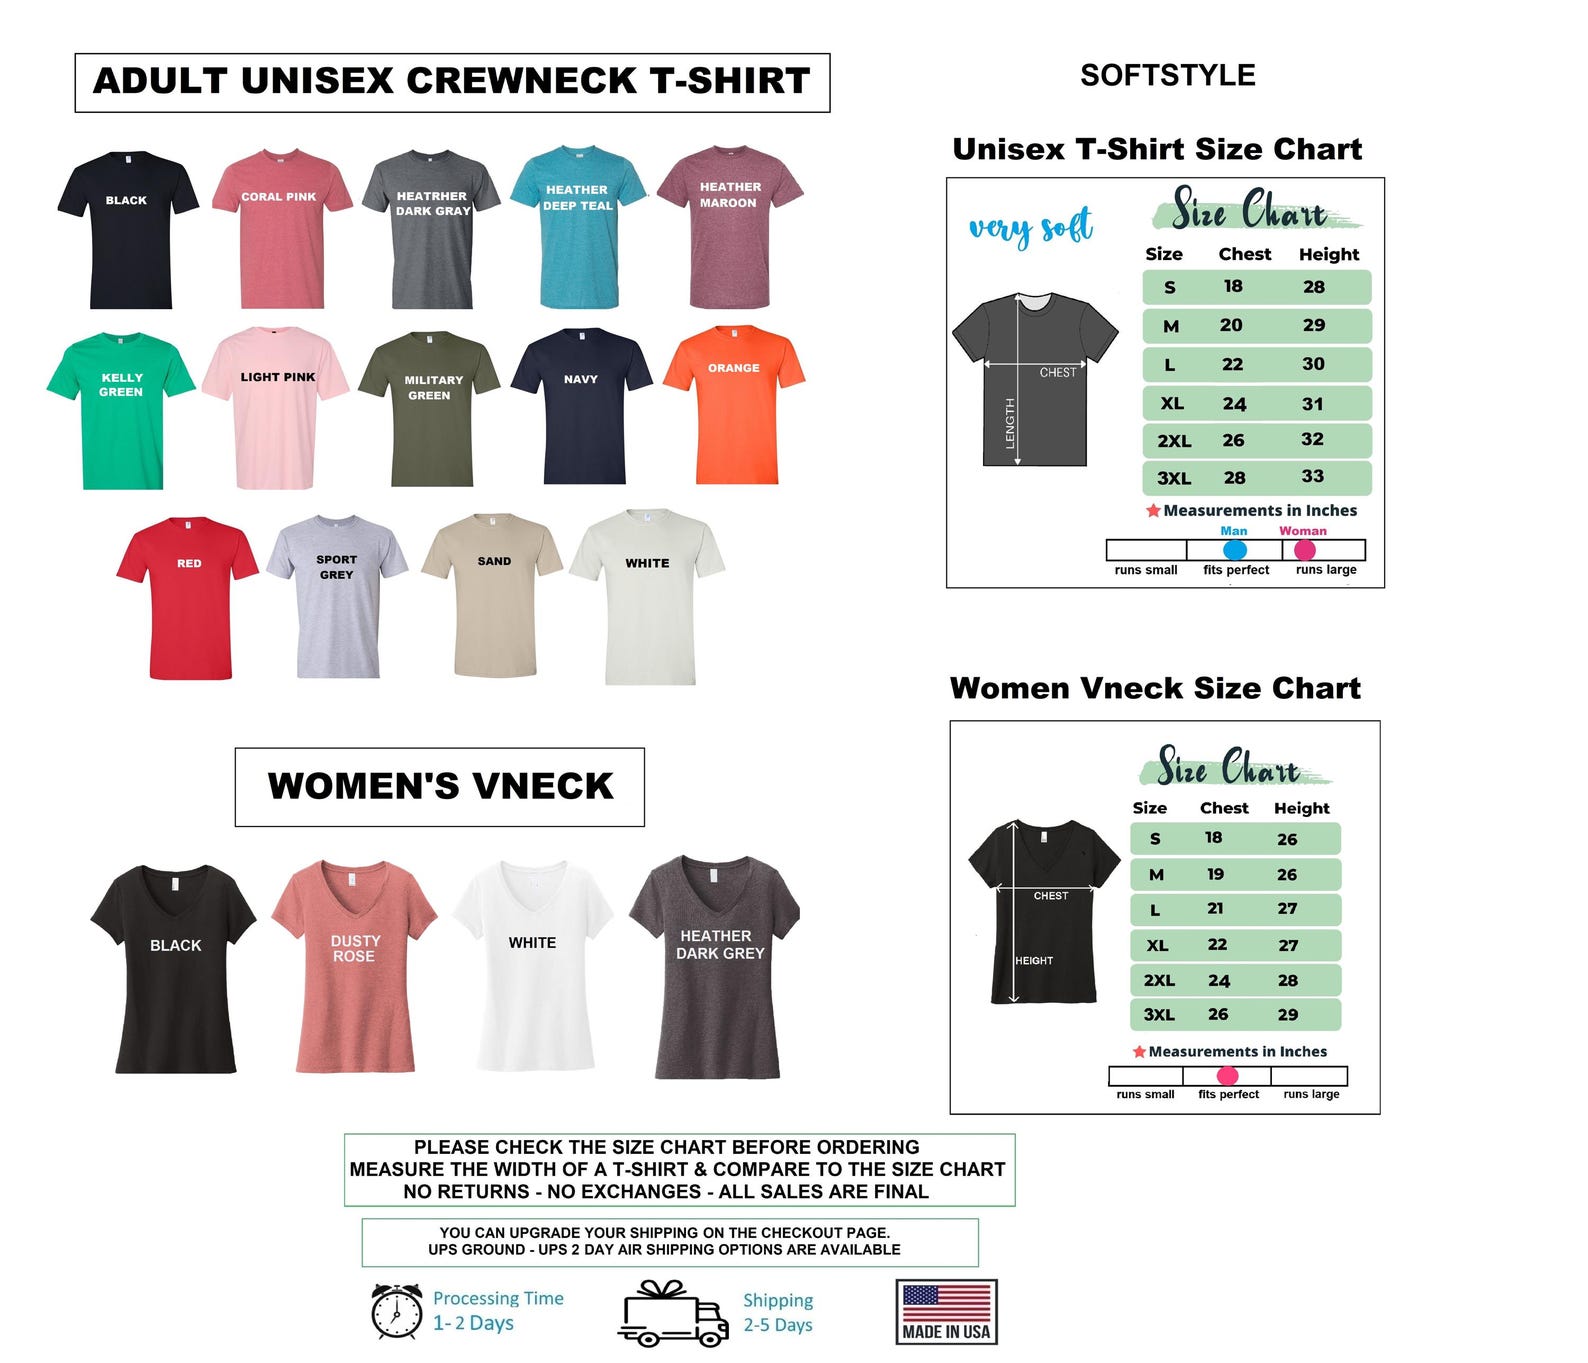 ADULT UNISEX CREWNECK T-SHIRT
BLACK
CORAL PINK
HEATRHER
DARK GRAY
HEATHER
DEEP TEAL
HEATHER
MAROON
KELLY
GREEN
LIGHT PINK
MILITARY
GREEN
NAVY
ORANGE
RED
SPORT
GREY
SAND
WHITE
SOFTSTYLE
Unisex T-Shirt Size Chart
very soft
Size Chart
Size Chest Height
S 18 28
M 20 29
L 22 30
XL 24 31
2XL 26 32
3XL 28 33
CHEST
LENGTH
Measurements in Inches
Man Woman
runs small fits perfect runs large
WOMEN'S VNECK
BLACK
DUSTY
ROSE
WHITE
HEATHER
DARK GREY
Women Vneck Size Chart
Size Chart
Size Chest Height
S 18 26
M 19 26
L 21 27
XL 22 27
2XL 24 28
3XL 26 29
CHEST
HEIGHT
Measurements in Inches
runs small fits perfect runs large
PLEASE CHECK THE SIZE CHART BEFORE ORDERING
MEASURE THE WIDTH OF A T-SHIRT & COMPARE TO THE SIZE CHART
NO RETURNS - NO EXCHANGES - ALL SALES ARE FINAL
YOU CAN UPGRADE YOUR SHIPPING ON THE CHECKOUT PAGE.
UPS GROUND - UPS 2 DAY AIR SHIPPING OPTIONS ARE AVAILABLE
Processing Time
1- 2 Days
Shipping
2-5 Days
MADE IN USA